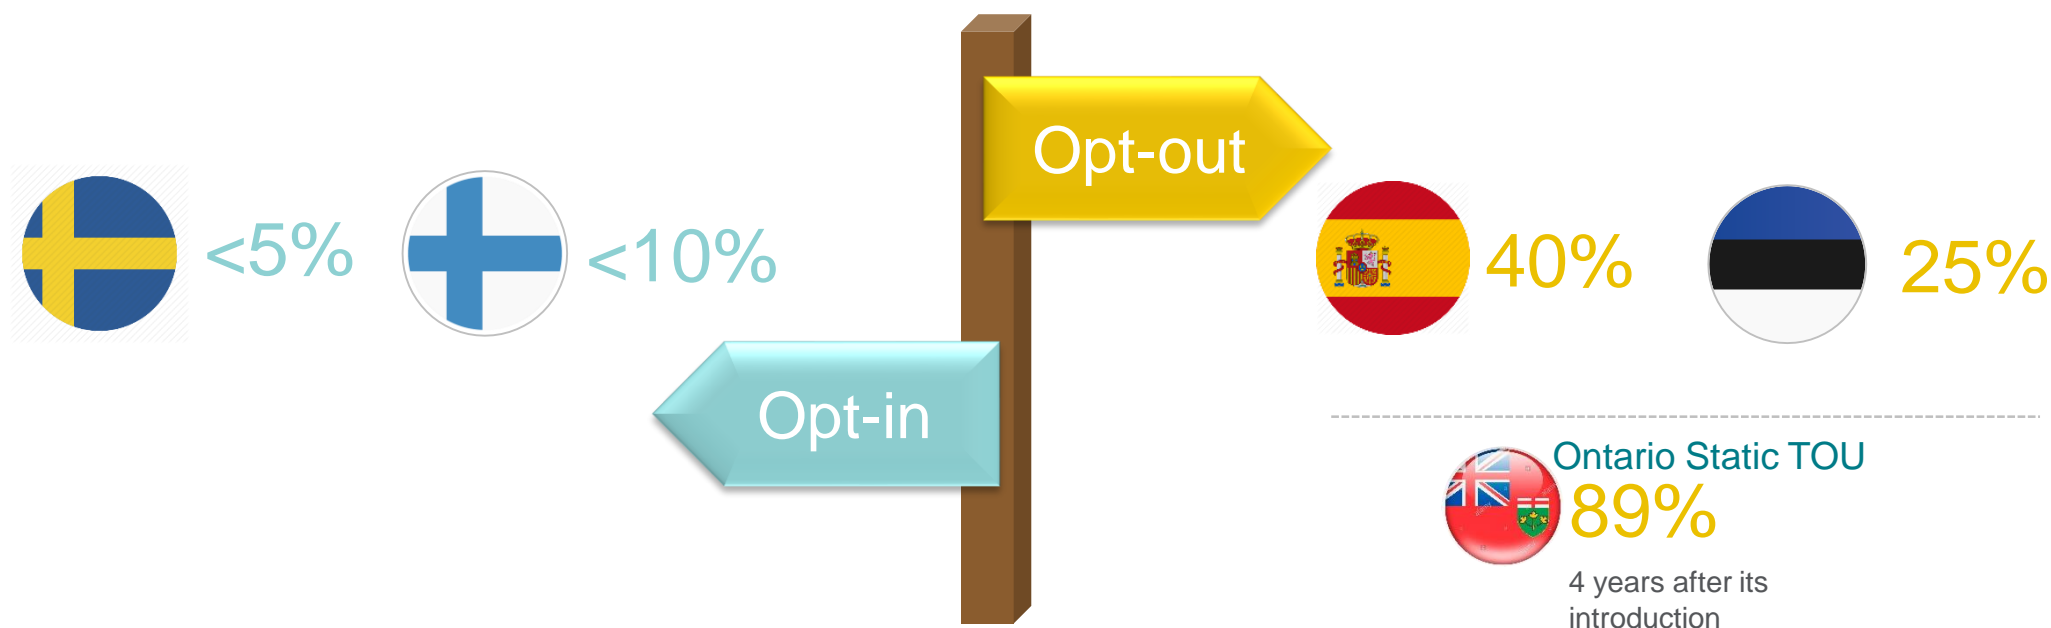 Opt-out
<5%
<10%
40%
25%
Opt-in
Ontario Static TOU
89%
4 years after its
introduction